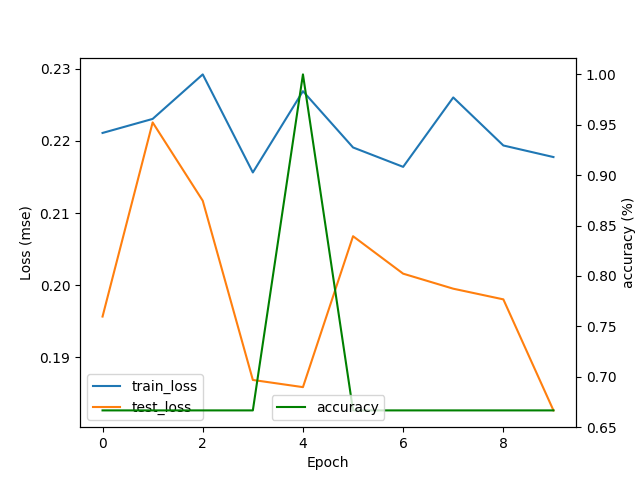 0.23
0.22
0.21
0.20
0.19
Loss (mse)
1.00
0.95
0.90
0.85
0.80
0.75
0.70
0.65
accuracy (%)
train_loss
test_loss
accuracy
0 2 4 6 8
Epoch